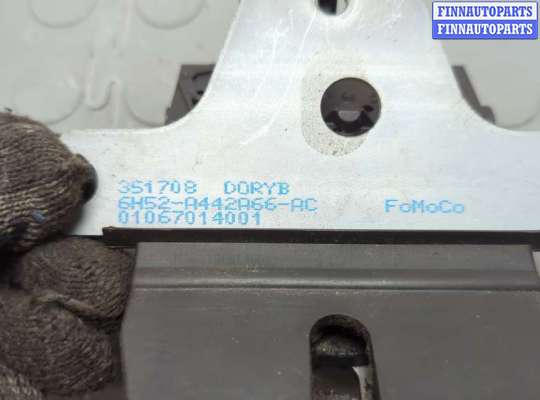 FINNAUTOPARTS
FINNAUTOPARTS
351708 DORYB
6H52-A442A66-AC FoMoCo
01067014001